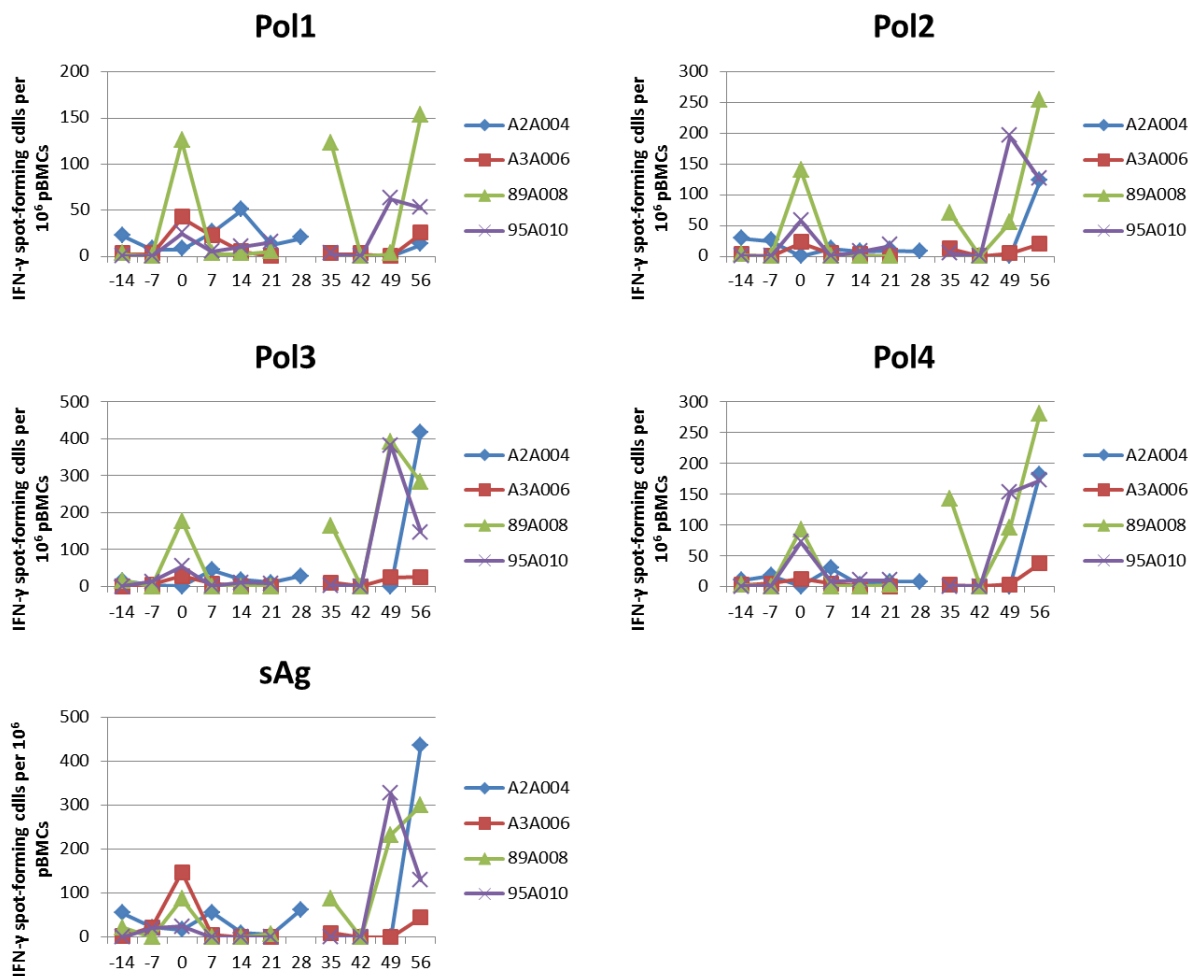 Pol1
IFN-γ spot-forming cdlls per
10⁶ pBMCs
200
150
100
50
0
-14 -7 0 7 14 21 28 35 42 49 56
A2A004
A3A006
89A008
95A010
Pol2
IFN-γ spot-forming cdlls per
10⁶ pBMCs
300
250
200
150
100
50
0
-14 -7 0 7 14 21 28 35 42 49 56
A2A004
A3A006
89A008
95A010
Pol3
IFN-γ spot-forming cdlls per
10⁶ pBMCs
500
400
300
200
100
0
-14 -7 0 7 14 21 28 35 42 49 56
A2A004
A3A006
89A008
95A010
Pol4
IFN-γ spot-forming cdlls per
10⁶ pBMCs
300
250
200
150
100
50
0
-14 -7 0 7 14 21 28 35 42 49 56
A2A004
A3A006
89A008
95A010
sAg
IFN-γ spot-forming cdlls per 10⁶
pBMCs
500
400
300
200
100
0
-14 -7 0 7 14 21 28 35 42 49 56
A2A004
A3A006
89A008
95A010